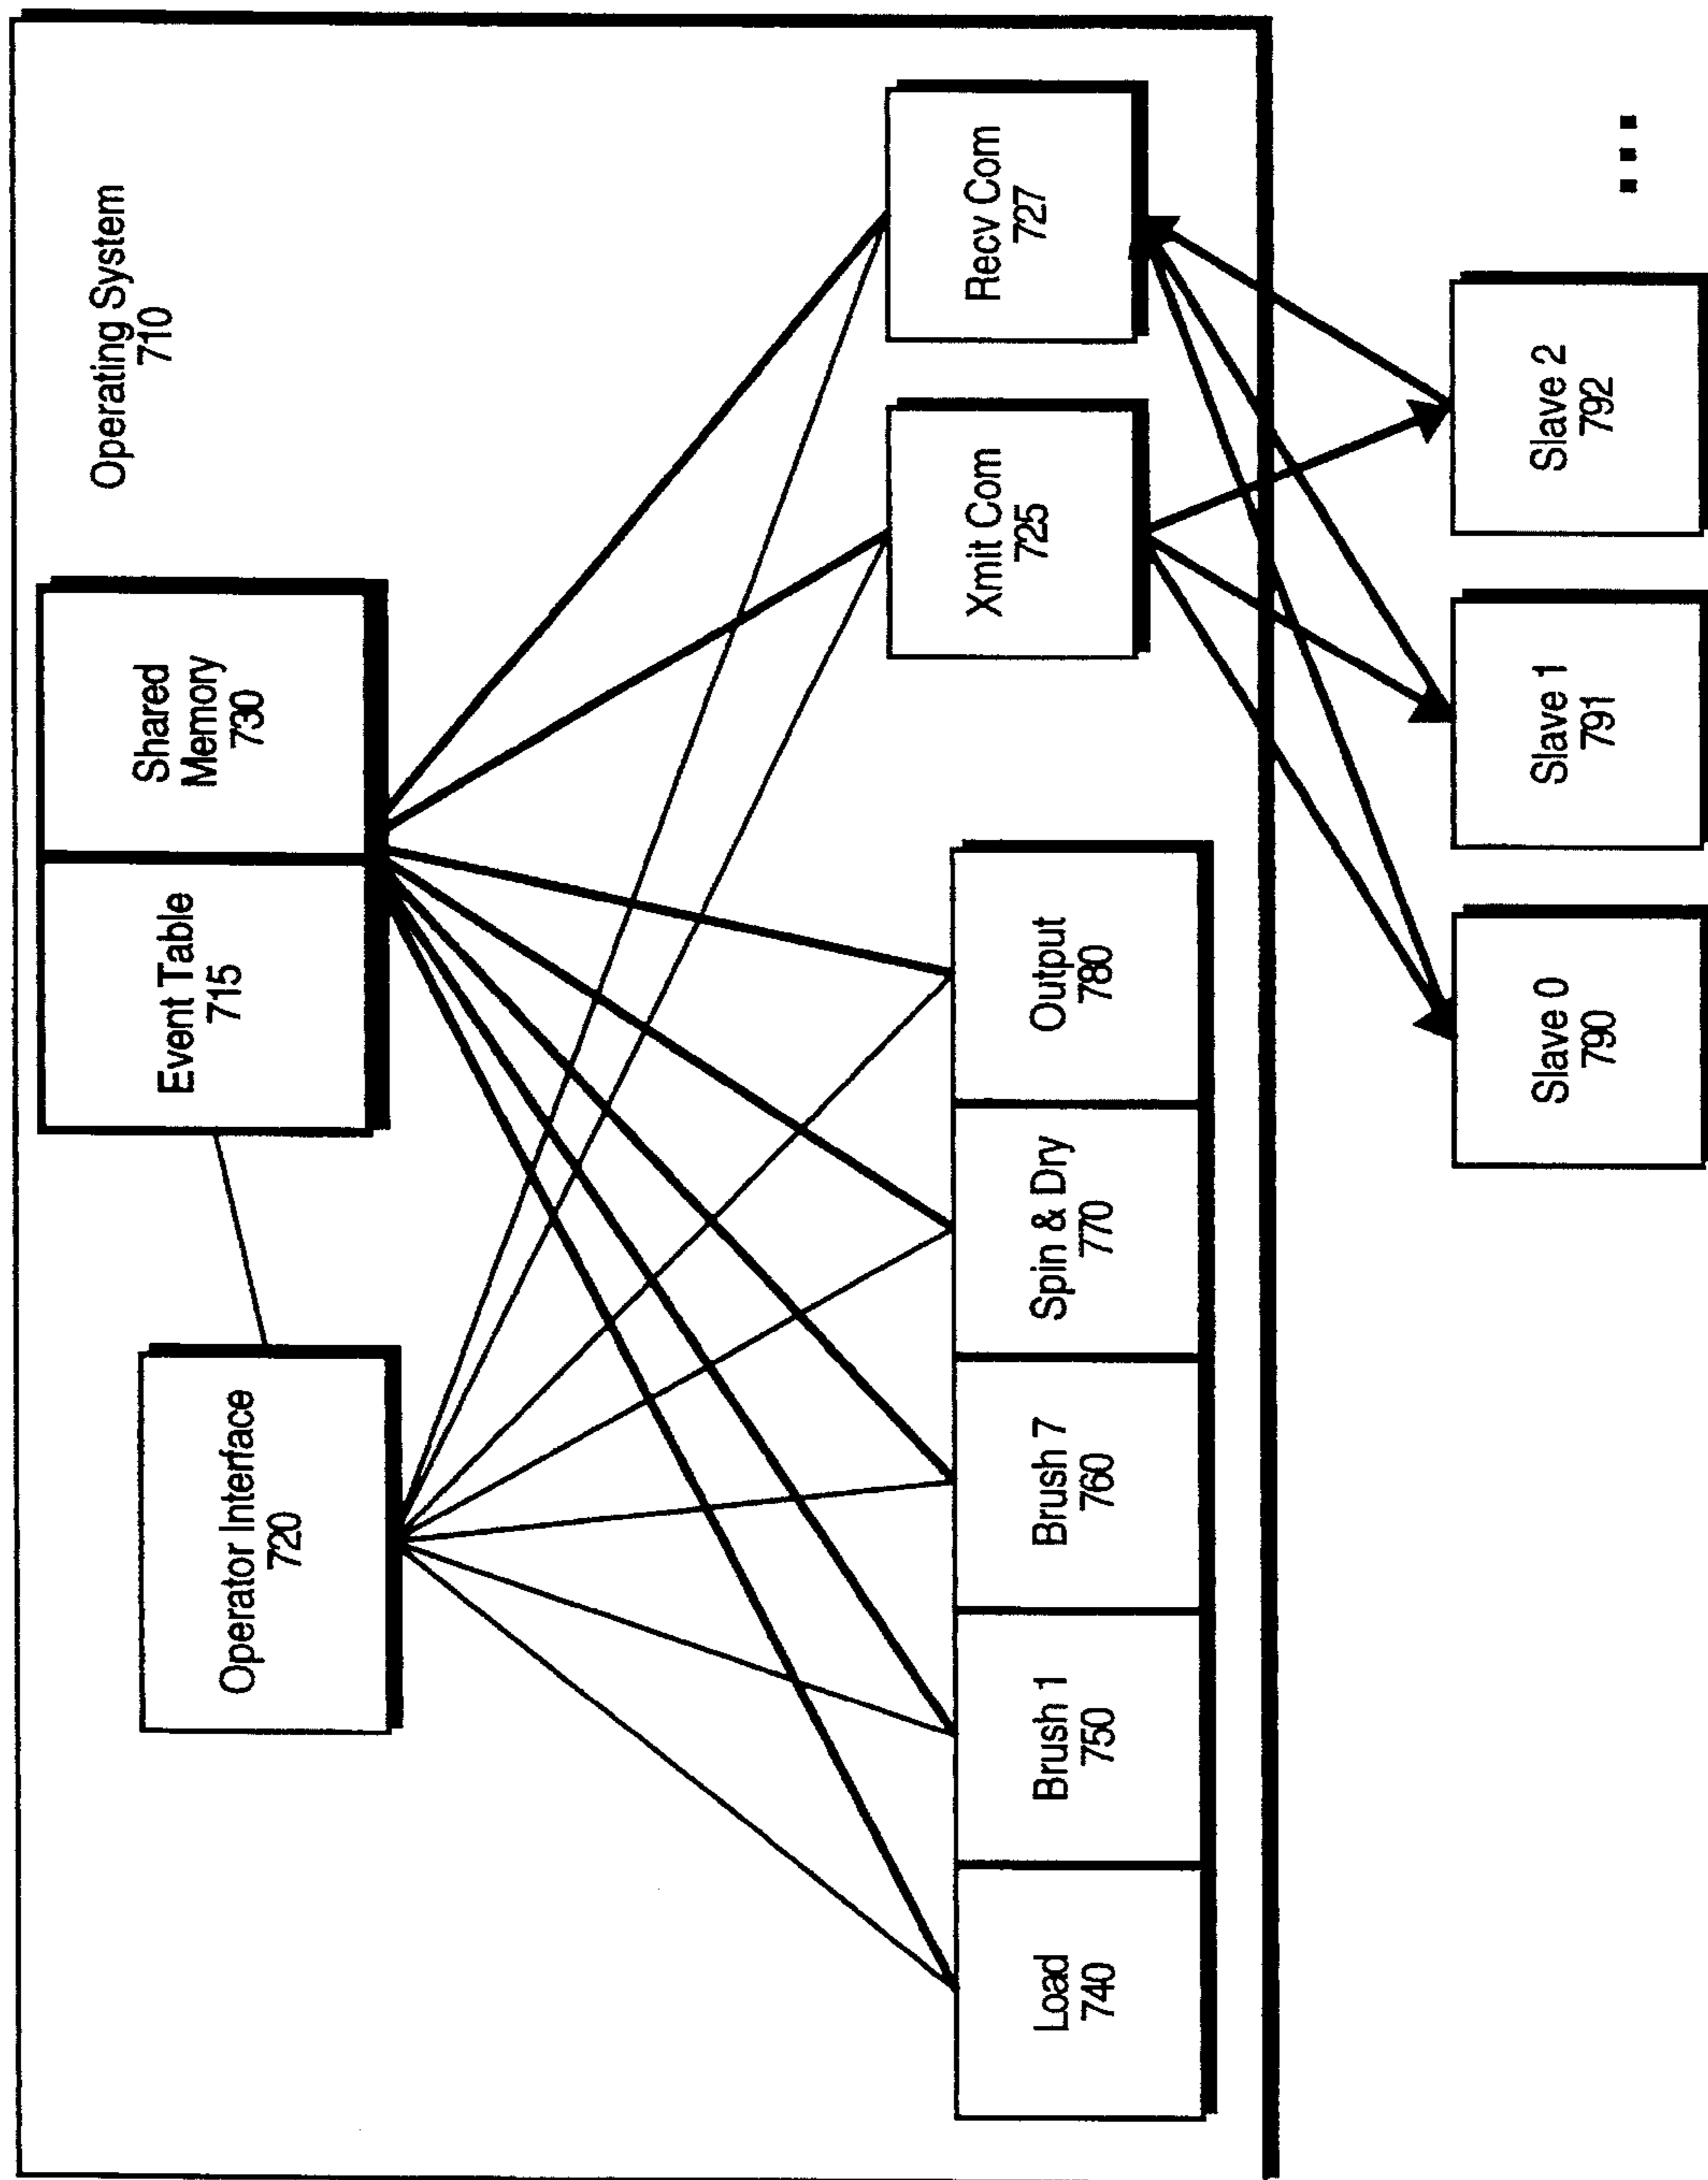 Operating System
710
Event Table
715
Shared
Memory
730
Operator Interface
720
Xmit Com
725
Recv Com
727
Load
740
Brush 1
750
Brush 7
760
Spin & Dry
770
Output
780
Slave 0
790
Slave 1
791
Slave 2
792
...